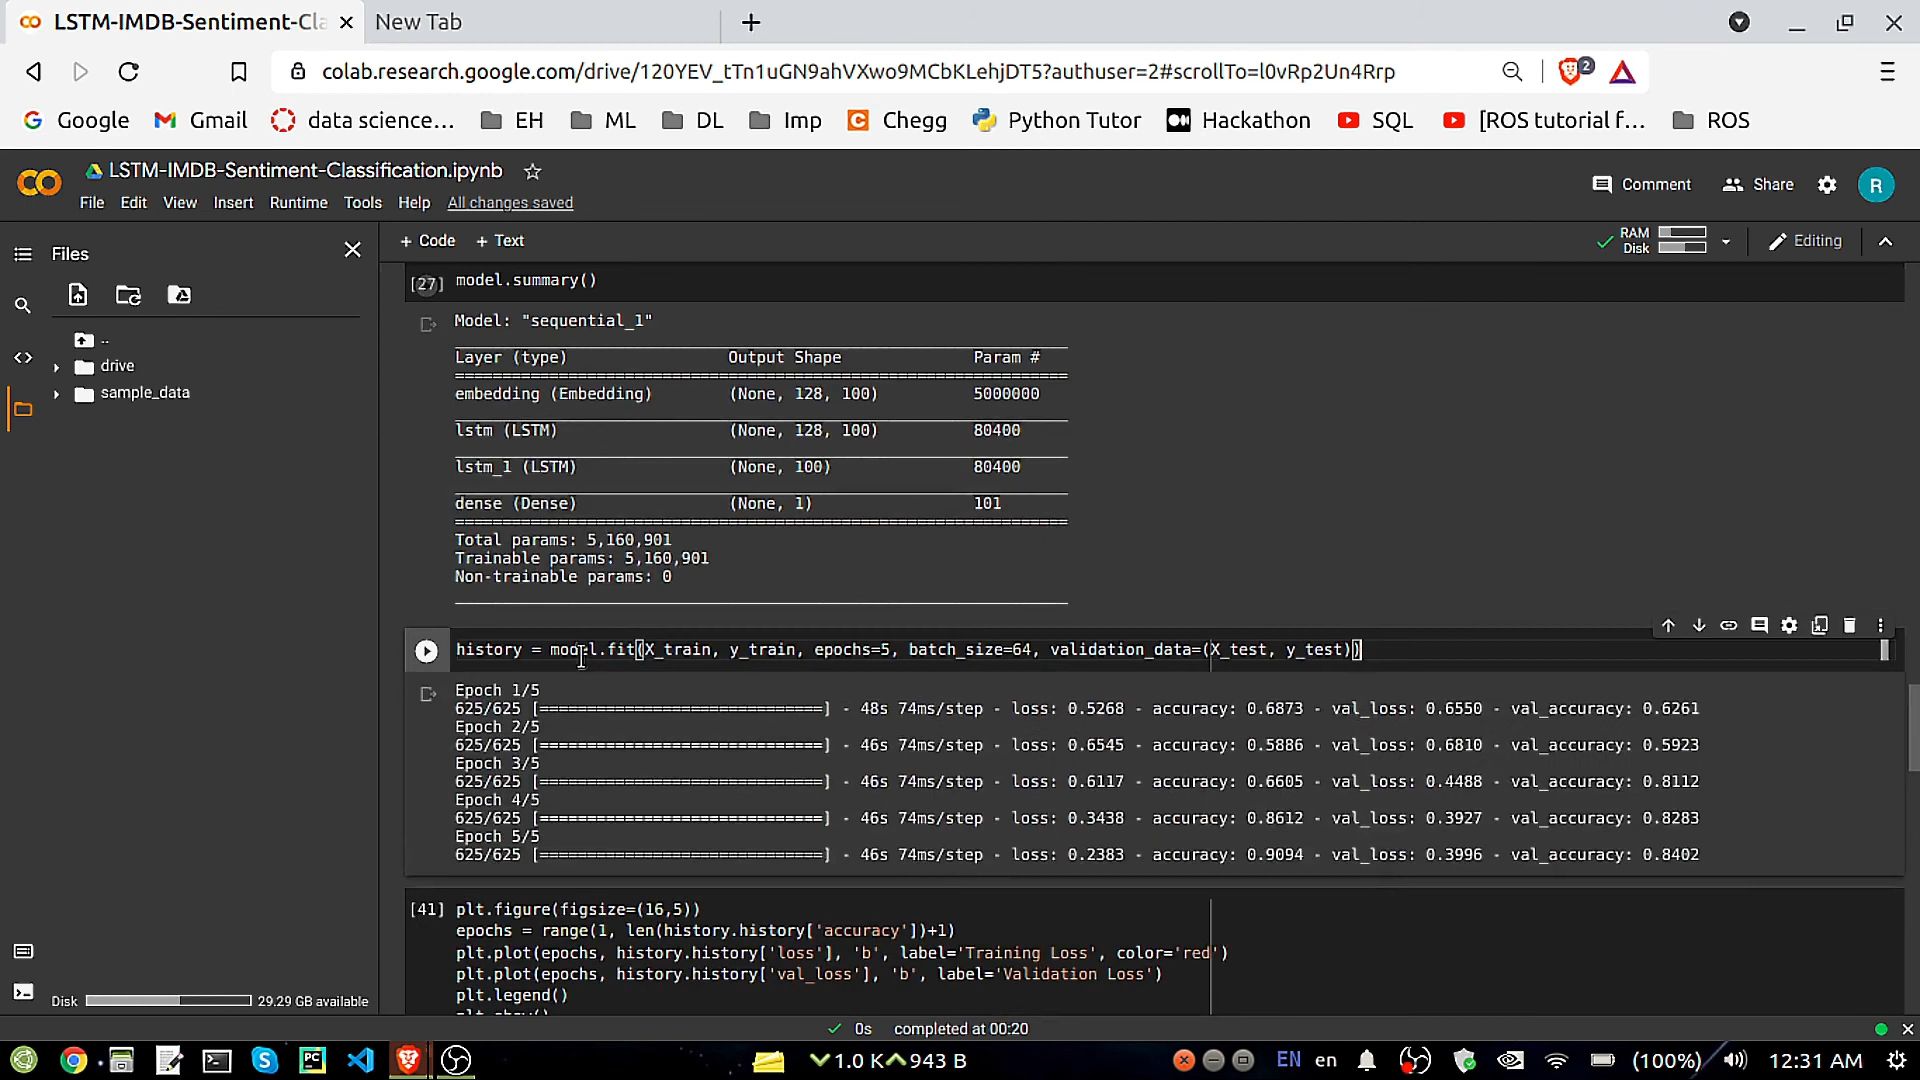 LSTM-IMDB-Sentiment-Cl
New Tab
colab.research.google.com/drive/120YEV_tTn1uGN9ahVXwo9MCbKLehjDT5?authuser=2#scrollTo=l0vRp2Un4Rrp
2
Google Gmail data science... EH ML DL Imp Chegg Python Tutor Hackathon SQL [ROS tutorial f... ROS
LSTM-IMDB-Sentiment-Classification.ipynb
Comment Share R
File Edit View Insert Runtime Tools Help All changes saved
Files
+ Code + Text
RAM
Disk
Editing
..
drive
sample_data
[27] model.summary()
Model: "sequential_1"
Layer (type) Output Shape Param #
embedding (Embedding) (None, 128, 100) 5000000
lstm (LSTM) (None, 128, 100) 80400
lstm_1 (LSTM) (None, 100) 80400
dense (Dense) (None, 1) 101
Total params: 5,160,901
Trainable params: 5,160,901
Non-trainable params: 0
history = model.fit(X_train, y_train, epochs=5, batch_size=64, validation_data=(X_test, y_test))
Epoch 1/5
625/625 [==============================] - 48s 74ms/step - loss: 0.5268 - accuracy: 0.6873 - val_loss: 0.6550 - val_accuracy: 0.6261
Epoch 2/5
625/625 [==============================] - 46s 74ms/step - loss: 0.6545 - accuracy: 0.5886 - val_loss: 0.6810 - val_accuracy: 0.5923
Epoch 3/5
625/625 [==============================] - 46s 74ms/step - loss: 0.6117 - accuracy: 0.6605 - val_loss: 0.4488 - val_accuracy: 0.8112
Epoch 4/5
625/625 [==============================] - 46s 74ms/step - loss: 0.3438 - accuracy: 0.8612 - val_loss: 0.3927 - val_accuracy: 0.8283
Epoch 5/5
625/625 [==============================] - 46s 74ms/step - loss: 0.2383 - accuracy: 0.9094 - val_loss: 0.3996 - val_accuracy: 0.8402
[41] plt.figure(figsize=(16,5))
epochs = range(1, len(history.history['accuracy'])+1)
plt.plot(epochs, history.history['loss'], 'b', label='Training Loss', color='red')
plt.plot(epochs, history.history['val_loss'], 'b', label='Validation Loss')
plt.legend()
plt.show()
Disk 29.29 GB available
0s completed at 00:20
1.0 K 943 B
EN en (100%) 12:31 AM